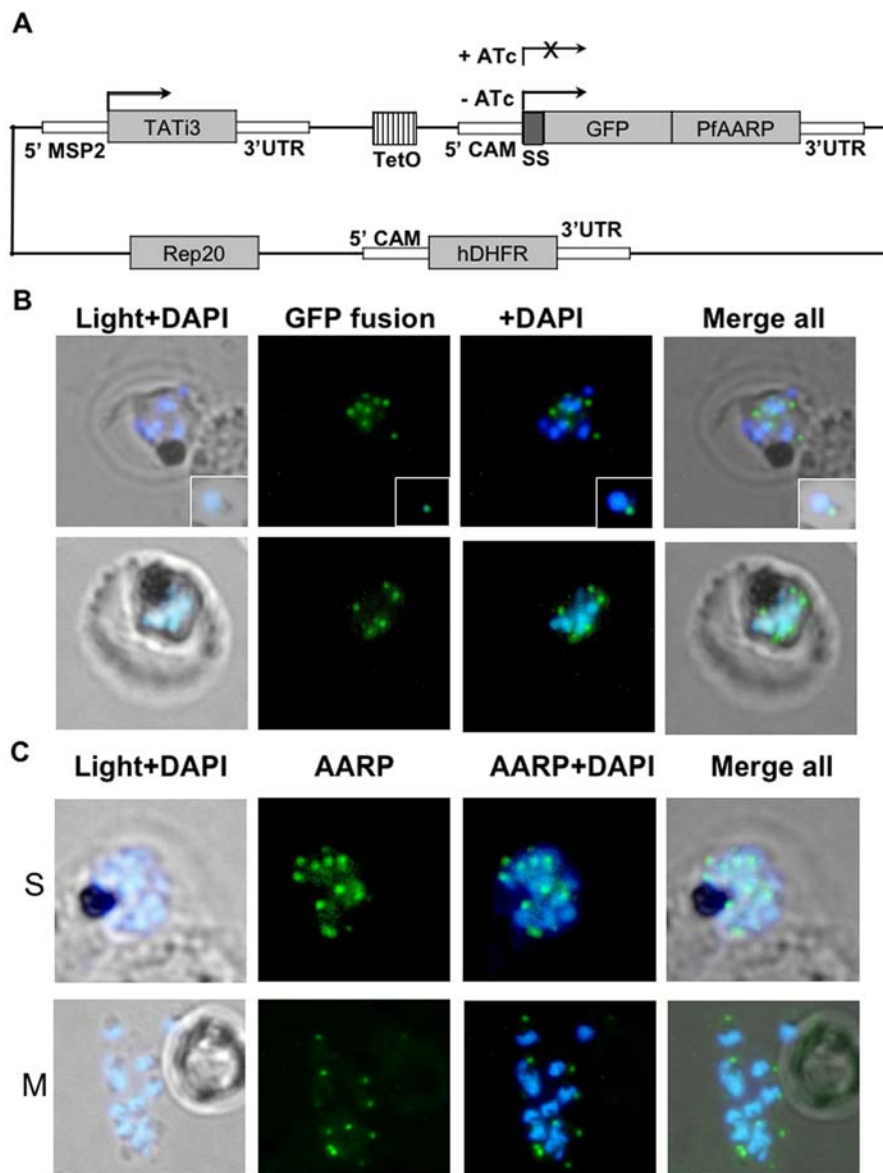 A
+ ATc X
- ATc
TATi3
GFP
PfAARP
5' MSP2
3'UTR
TetO
5' CAM
SS
3'UTR
5' CAM
3'UTR
Rep20
hDHFR
B
Light+DAPI GFP fusion +DAPI Merge all
C
Light+DAPI AARP AARP+DAPI Merge all
S
M